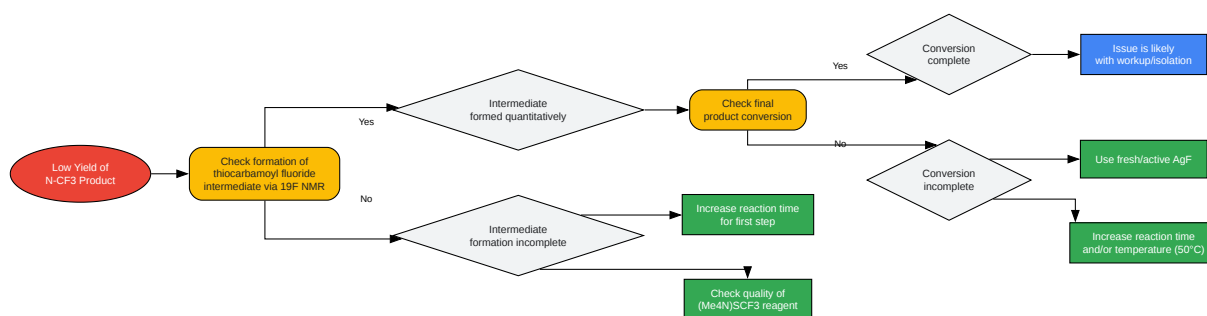 Low Yield of
N-CF3 Product
Check formation of
thiocarbamoyl fluoride
intermediate via 19F NMR
Yes
No
Intermediate
formed quantitatively
Intermediate
formation incomplete
Increase reaction time
for first step
Check quality of
(Me4N)SCF3 reagent
Check final
product conversion
Yes
No
Conversion
complete
Conversion
incomplete
Issue is likely
with workup/isolation
Use fresh/active AgF
Increase reaction time
and/or temperature (50°C)